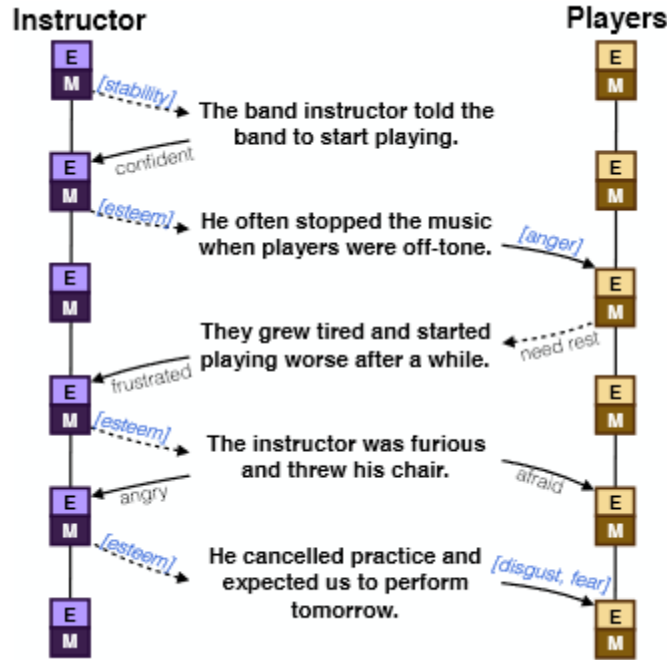 Instructor
Players
E
M
E
M
[stability]
The band instructor told the
band to start playing.
confident
E
M
E
M
[esteem]
He often stopped the music
when players were off-tone.
[anger]
E
M
E
M
They grew tired and started
playing worse after a while.
need rest
frustrated
E
M
E
M
[esteem]
The instructor was furious
and threw his chair.
angry
afraid
E
M
E
M
[esteem]
He cancelled practice and
expected us to perform
tomorrow.
[disgust, fear]
E
M
E
M